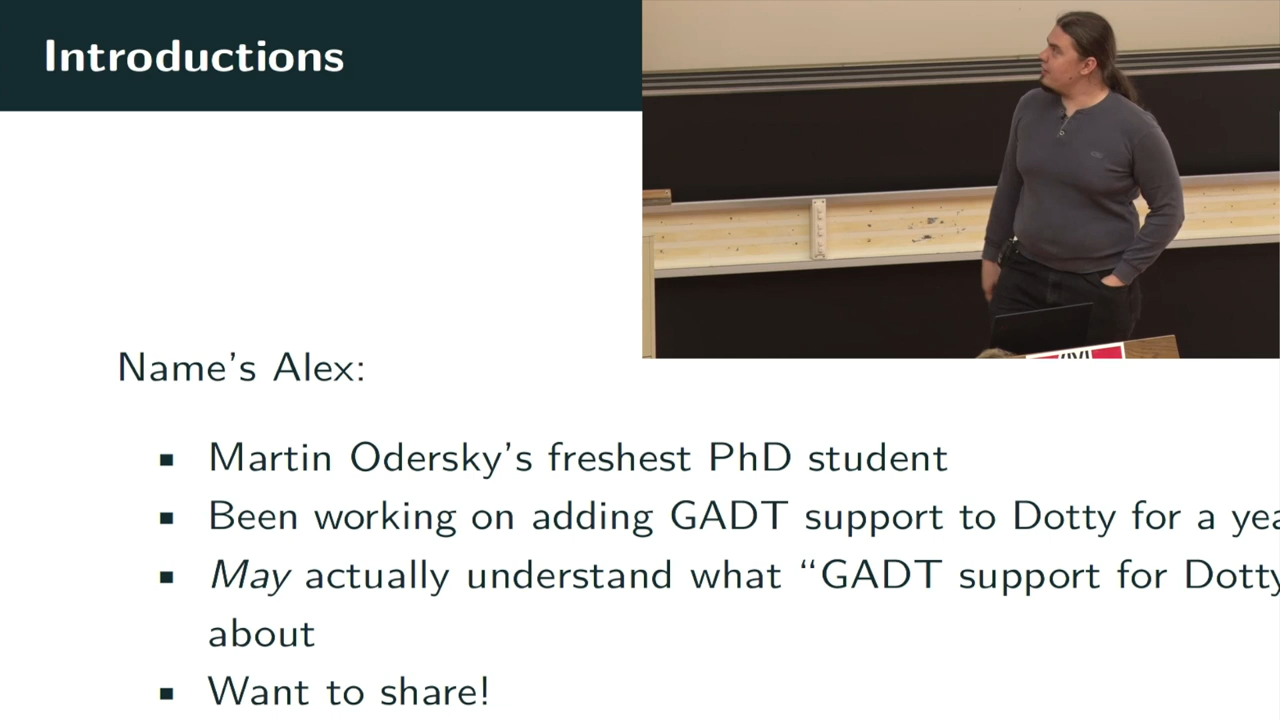 Introductions
Name's Alex:
▪ Martin Odersky's freshest PhD student
▪ Been working on adding GADT support to Dotty for a yea
▪ May actually understand what “GADT support for Dotty
about
▪ Want to share!